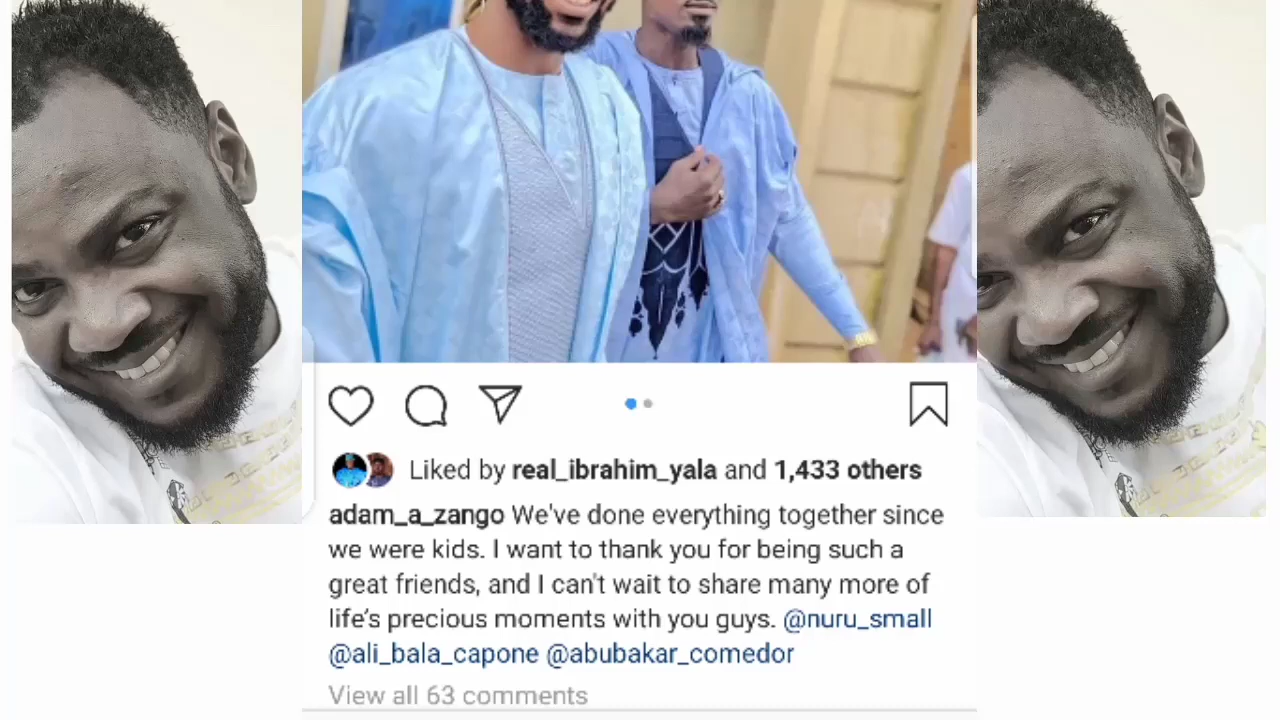 Liked by real_ibrahim_yala and 1,433 others
adam_a_zango We've done everything together since
we were kids. I want to thank you for being such a
great friends, and I can't wait to share many more of
life's precious moments with you guys. @nuru_small
@ali_bala_capone @abubakar_comedor
View all 63 comments